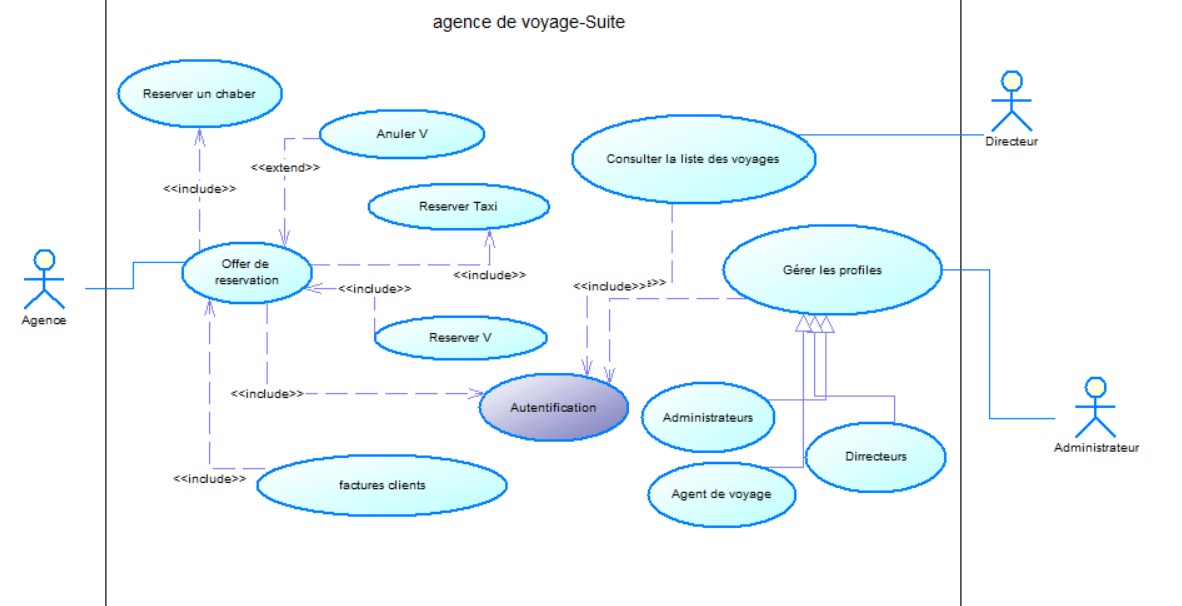 agence de voyage-Suite
Reserver un chaber
Anuler V
Directeur
Consulter la liste des voyages
<<extend>>
<<include>>
Reserver Taxi
Offer de
reservation
Gérer les profiles
<<include>>
<<include>>
<<include>>
>>
Agence
Reserver V
<<include>>
Autentification
Administrateurs
Administrateur
Dirrecteurs
<<include>>
factures clients
Agent de voyage